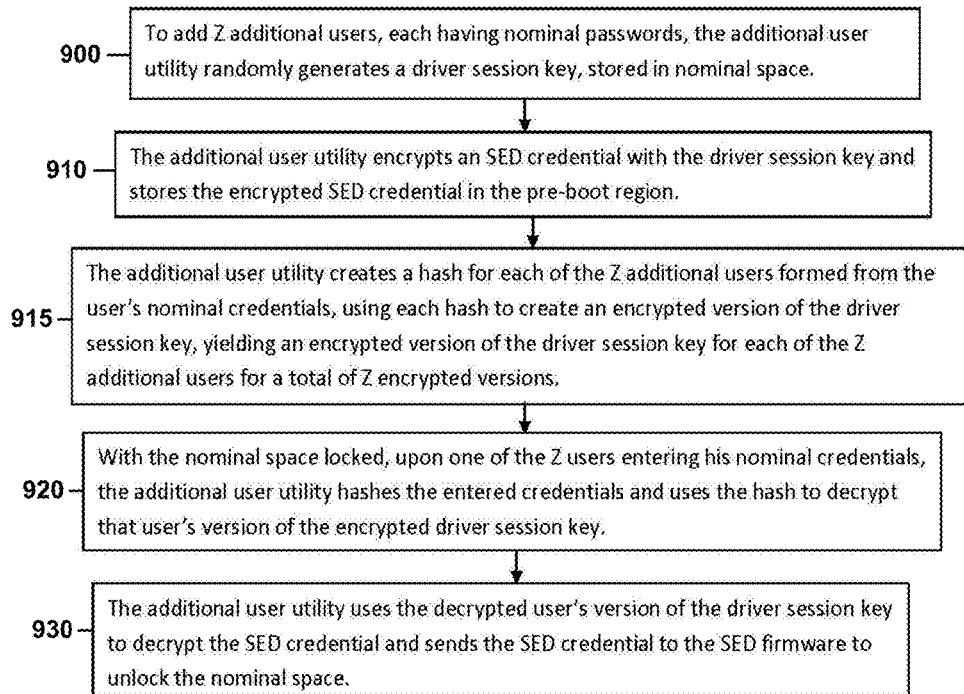 900
To add Z additional users, each having nominal passwords, the additional user
utility randomly generates a driver session key, stored in nominal space.
910
The additional user utility encrypts an SED credential with the driver session key and
stores the encrypted SED credential in the pre-boot region.
915
The additional user utility creates a hash for each of the Z additional users formed from the
user's nominal credentials, using each hash to create an encrypted version of the driver
session key, yielding an encrypted version of the driver session key for each of the Z
additional users for a total of Z encrypted versions.
920
With the nominal space locked, upon one of the Z users entering his nominal credentials,
the additional user utility hashes the entered credentials and uses the hash to decrypt
that user's version of the encrypted driver session key.
930
The additional user utility uses the decrypted user's version of the driver session key
to decrypt the SED credential and sends the SED credential to the SED firmware to
unlock the nominal space.